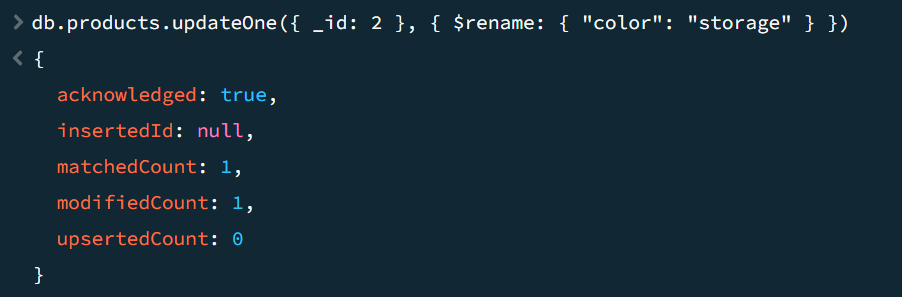 > db.products.updateOne({ _id: 2 }, { $rename: { "color": "storage" } })
< {
acknowledged: true,
insertedId: null,
matchedCount: 1,
modifiedCount: 1,
upsertedCount: 0
}